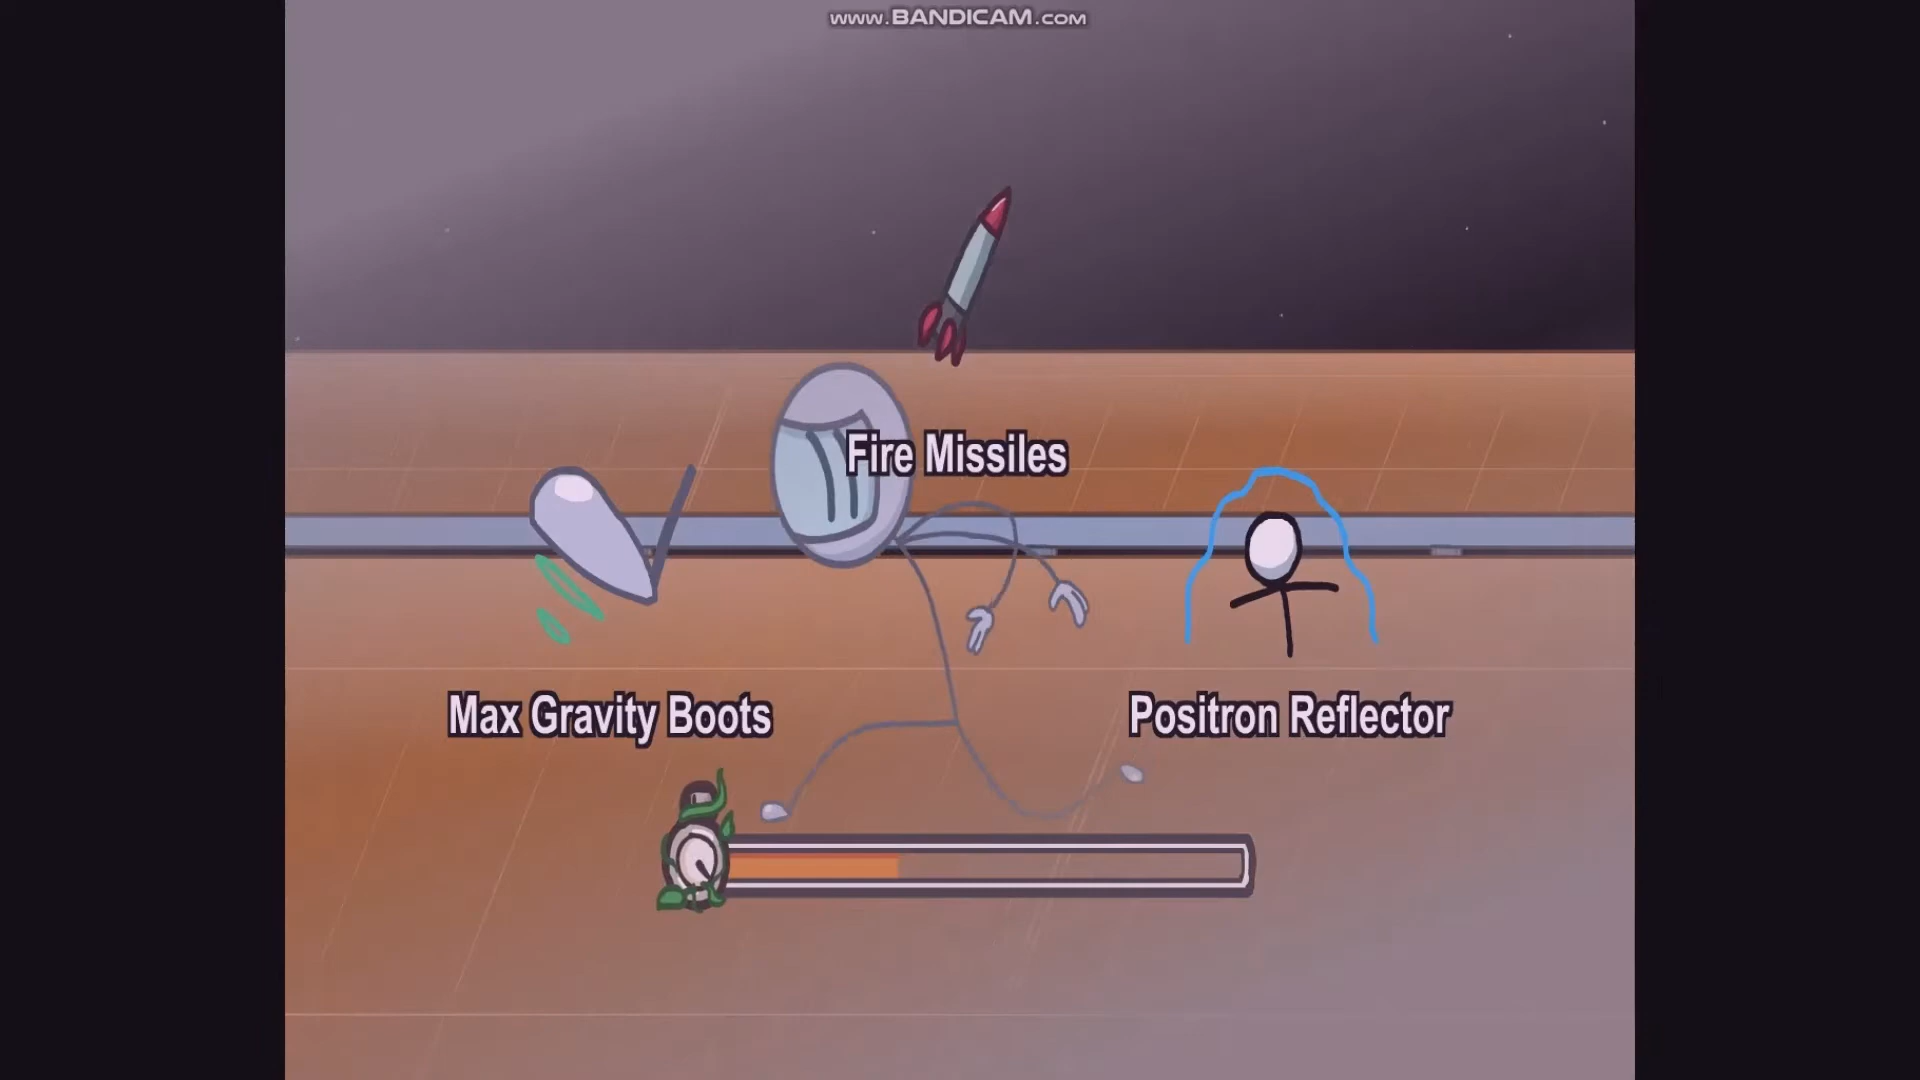 www.BANDICAM.com
Fire Missiles
Max Gravity Boots
Positron Reflector